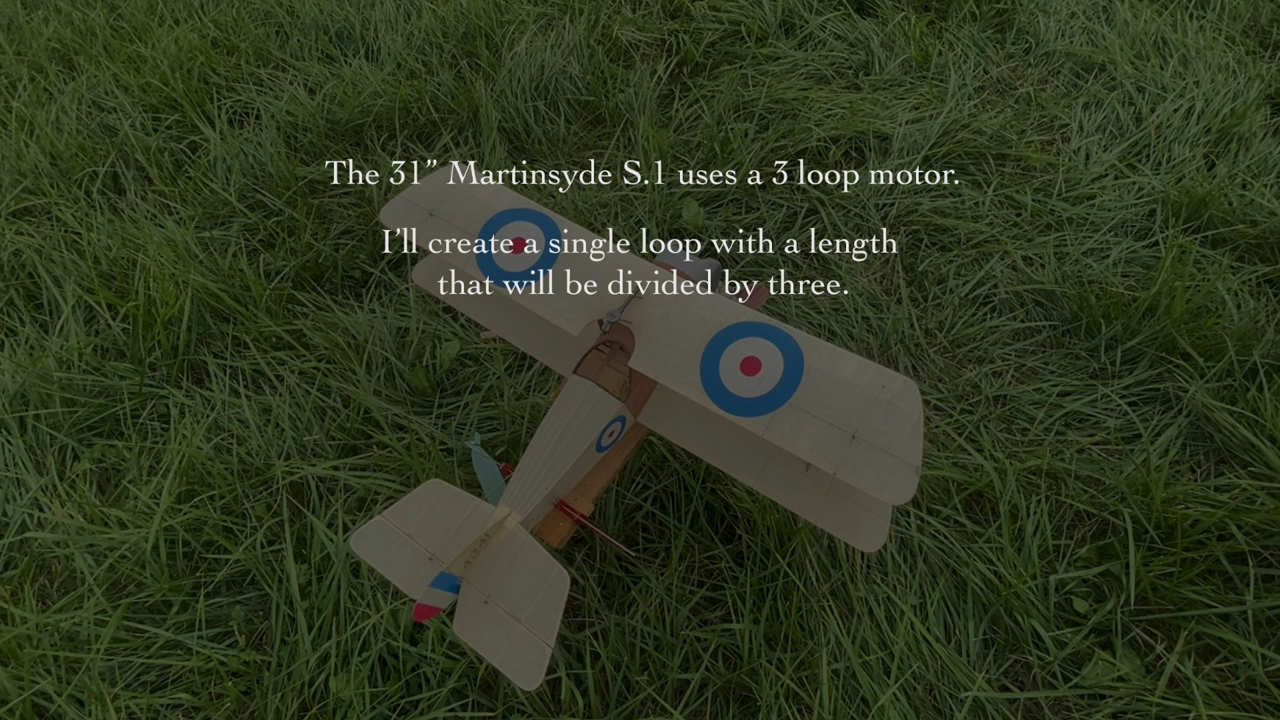 The 31” Martinsyde S.1 uses a 3 loop motor.
I’ll create a single loop with a length
that will be divided by three.